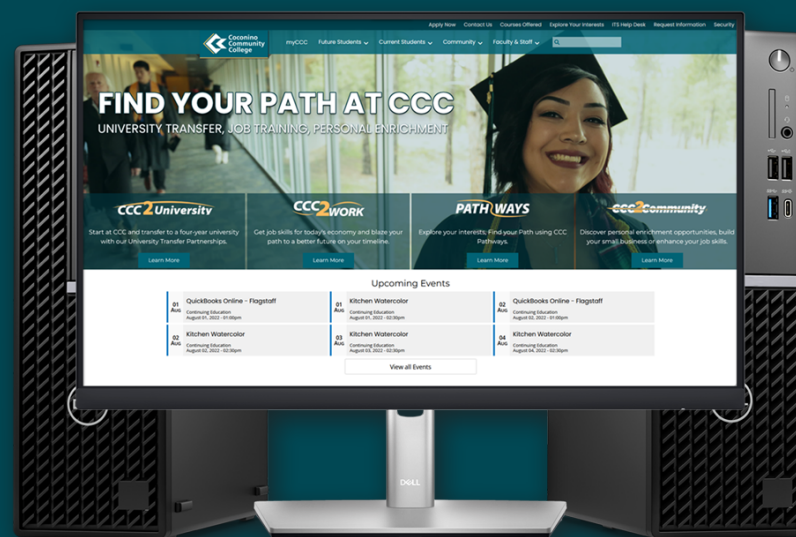 Apply Now Contact Us Courses Offered Explore Your Interests ITS Help Desk Request Information Security
Coconino
Community
College
myCCC Future Students Current Students Community Faculty & Staff
FIND YOUR PATH AT CCC
UNIVERSITY TRANSFER, JOB TRAINING, PERSONAL ENRICHMENT
CCC2University
CCC2WORK
PATHWAYS
CCC2Community
Start at CCC and transfer to a four-year university
with our University Transfer Partnerships.
Get job skills for today's economy and blaze your
path to a better future on your timeline.
Explore your interests; Find your Path using CCC
Pathways.
Discover personal enrichment opportunities, build
your small business or enhance your job skills.
Learn More
Learn More
Learn More
Learn More
Upcoming Events
01
Aug
QuickBooks Online - Flagstaff
Continuing Education
August 01, 2022 - 01:00pm
01
Aug
Kitchen Watercolor
Continuing Education
August 01, 2022 - 02:30pm
02
Aug
QuickBooks Online - Flagstaff
Continuing Education
August 02, 2022 - 01:00pm
02
Aug
Kitchen Watercolor
Continuing Education
August 02, 2022 - 02:30pm
03
Aug
Kitchen Watercolor
Continuing Education
August 03, 2022 - 02:30pm
04
Aug
Kitchen Watercolor
Continuing Education
August 04, 2022 - 02:30pm
View all Events
DELL